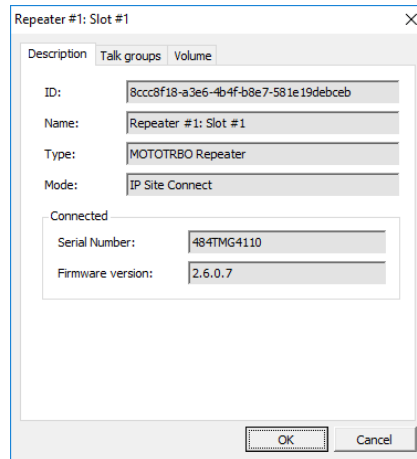 Repeater #1: Slot #1
Description Talk groups Volume
ID: 8ccc8f18-a3e6-4b4f-b8e7-581e19debceb
Name: Repeater #1: Slot #1
Type: MOTOTRBO Repeater
Mode: IP Site Connect
Connected
Serial Number: 484TMG4110
Firmware version: 2.6.0.7
OK Cancel